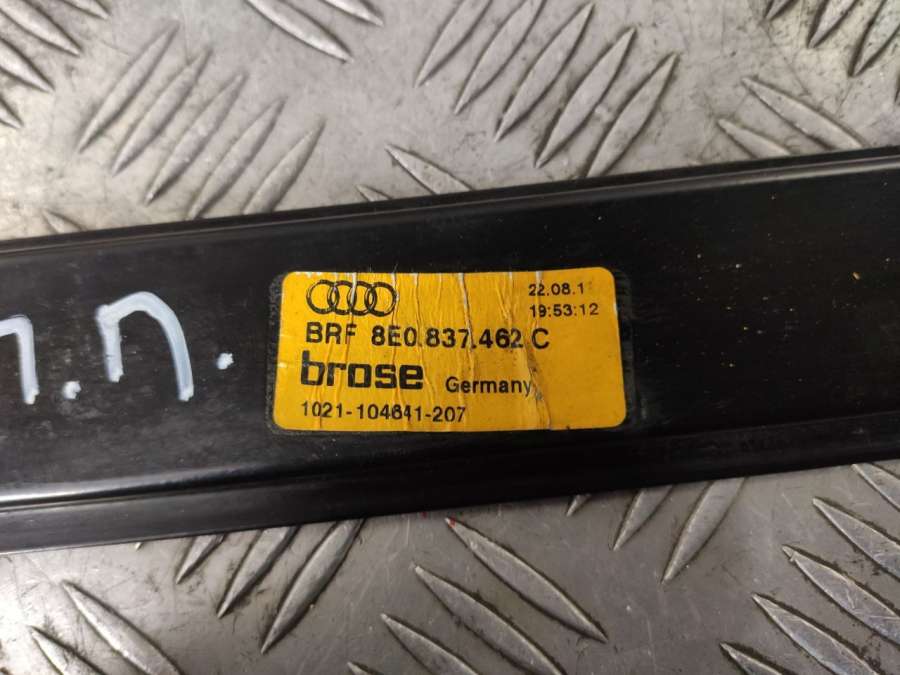 п.п.
22.08.1
19:53:12
BRF 8E0.837.462 C
brose Germany
1021-104641-207